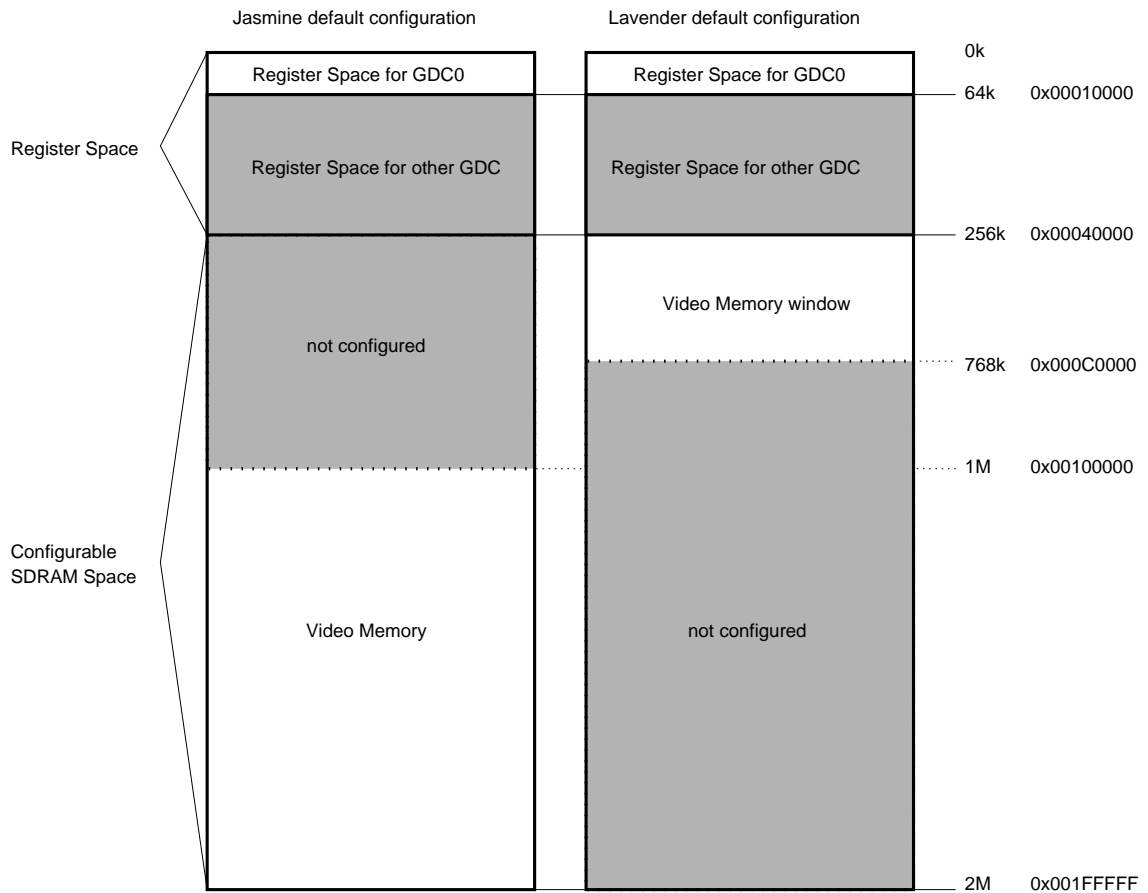 Jasmine default configuration
Lavender default configuration
0k
Register Space for GDC0
Register Space for GDC0
64k 0x00010000
Register Space
Register Space for other GDC
Register Space for other GDC
256k 0x00040000
Video Memory window
not configured
768k 0x000C0000
1M 0x00100000
Configurable
SDRAM Space
Video Memory
not configured
2M 0x001FFFFF